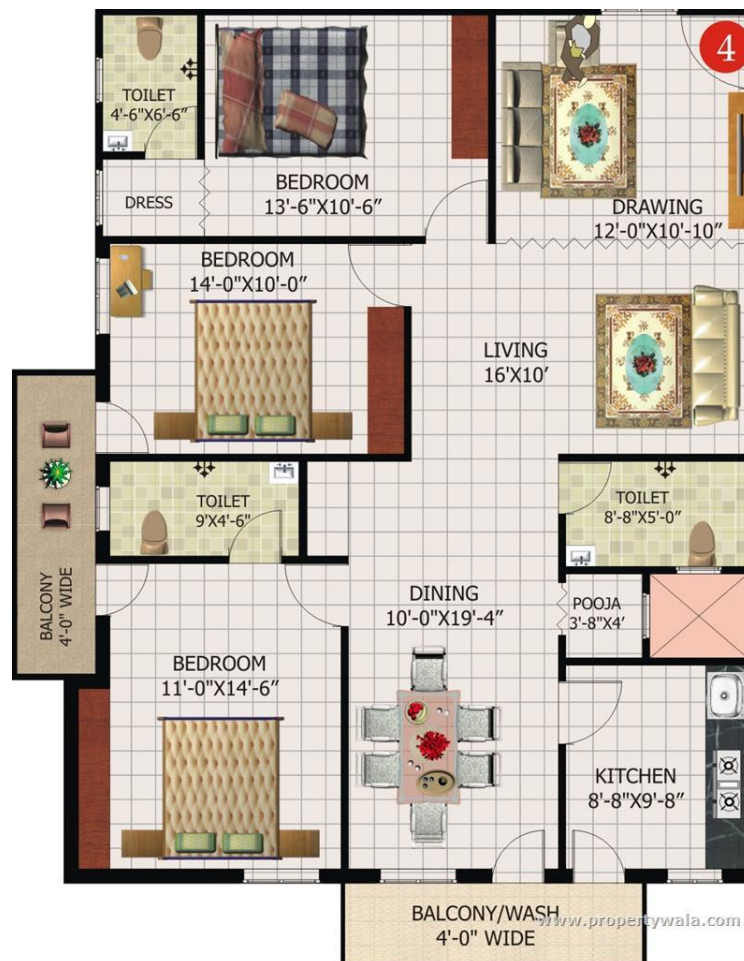 4
TOILET
4'-6"X6'-6"
DRESS
BEDROOM
13'-6"X10'-6"
DRAWING
12'-0"X10'-10"
BEDROOM
14'-0"X10'-0"
LIVING
16'X10'
TOILET
9'X4'-6"
TOILET
8'-8"X5'-0"
BALCONY
4'-0" WIDE
DINING
10'-0"X19'-4"
POOJA
3'-8"X4'
BEDROOM
11'-0"X14'-6"
KITCHEN
8'-8"X9'-8"
BALCONY/WASH
4'-0" WIDE
www.propertywala.com